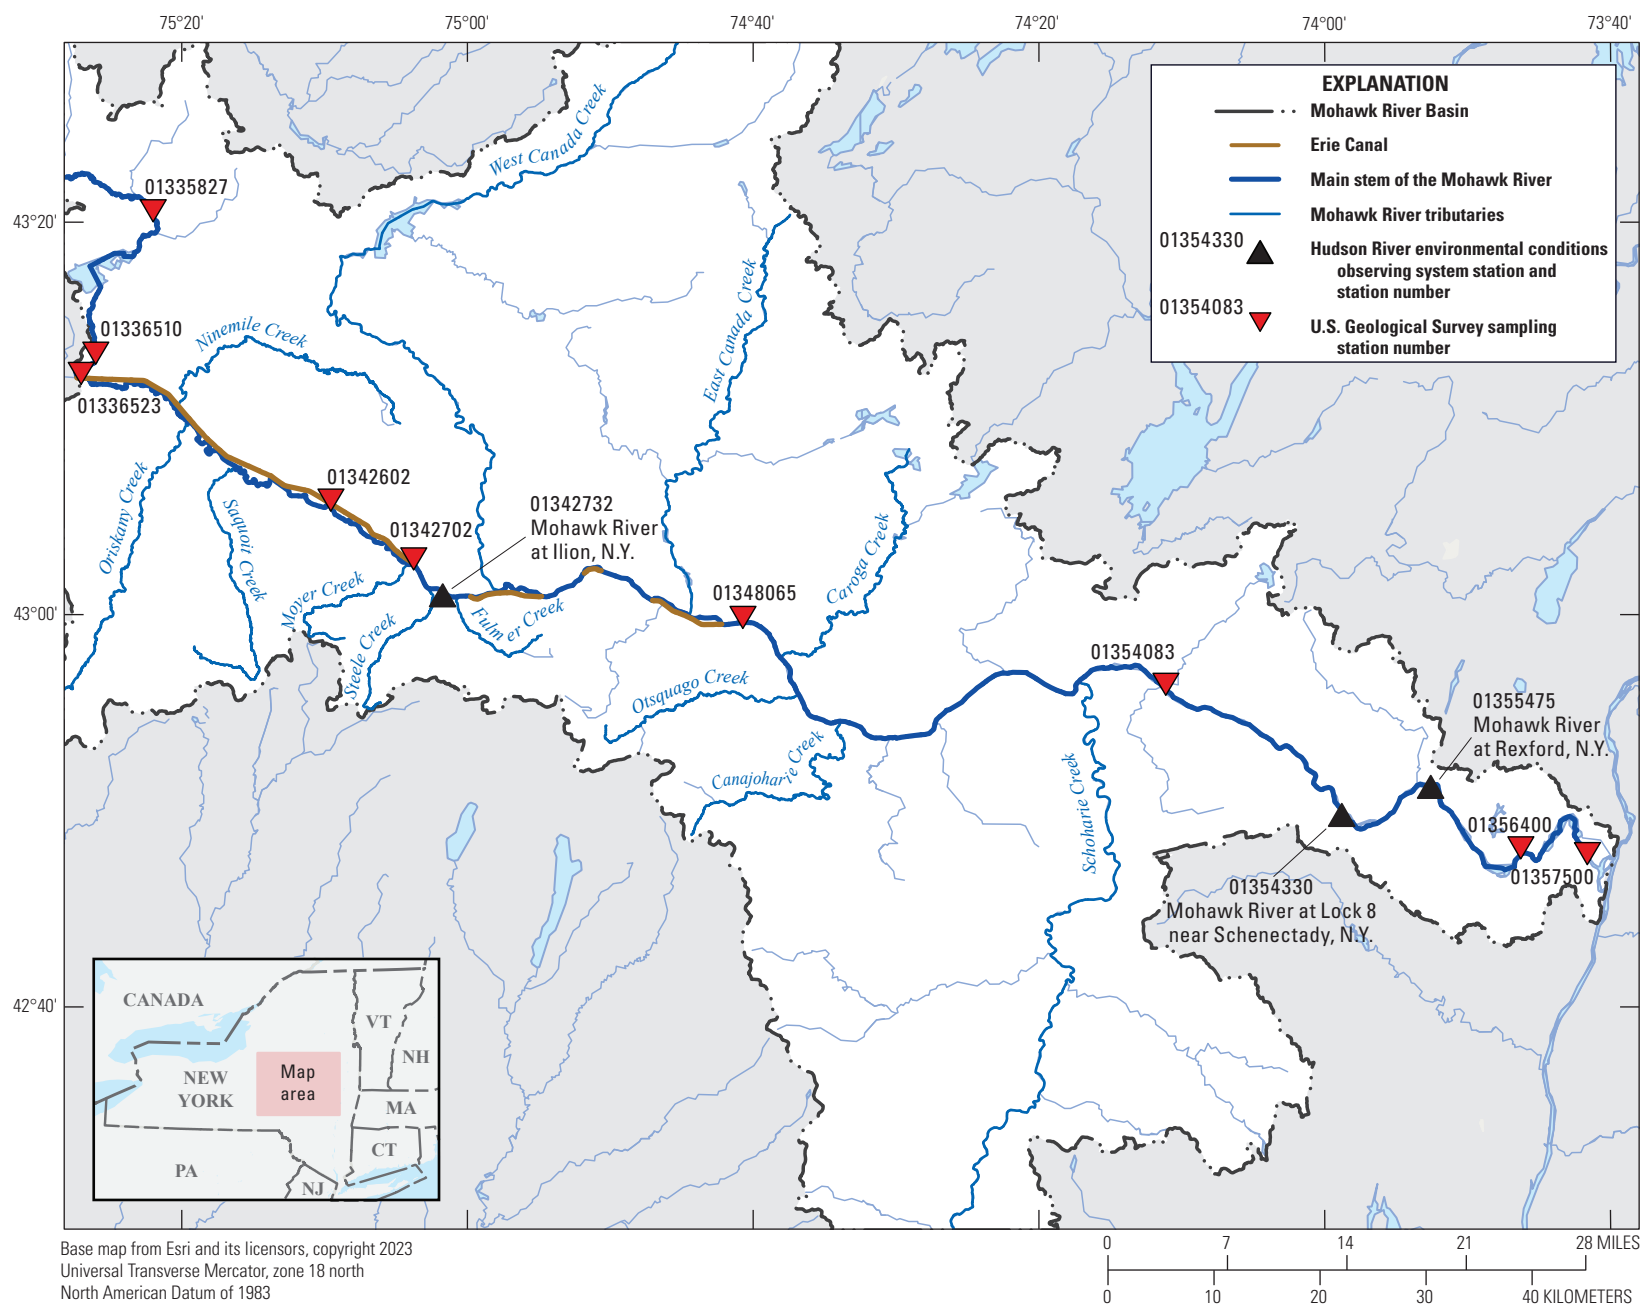 75°20'
75°00'
74°40'
74°20'
74°00'
73°40'
43°20'
43°00'
42°40'
EXPLANATION
Mohawk River Basin
Erie Canal
Main stem of the Mohawk River
Mohawk River tributaries
01354330
Hudson River environmental conditions
observing system station and
station number
01354083
U.S. Geological Survey sampling
station number
West Canada Creek
01335827
01336510
Ninemile Creek
East Canada Creek
01336523
01342602
Oriskany Creek
Saquoit Creek
01342702
01342732
Mohawk River
at Ilion, N.Y.
Caroga Creek
Moyer Creek
Steele Creek
Fulmer Creek
01348065
Otsquago Creek
Canajoharie Creek
01354083
Schoharie Creek
01355475
Mohawk River
at Rexford, N.Y.
01356400
01357500
01354330
Mohawk River at Lock 8
near Schenectady, N.Y.
CANADA
VT
NH
NEW
YORK
Map
area
MA
CT
PA
NJ
Base map from Esri and its licensors, copyright 2023
Universal Transverse Mercator, zone 18 north
North American Datum of 1983
0 7 14 21 28 MILES
0 10 20 30 40 KILOMETERS